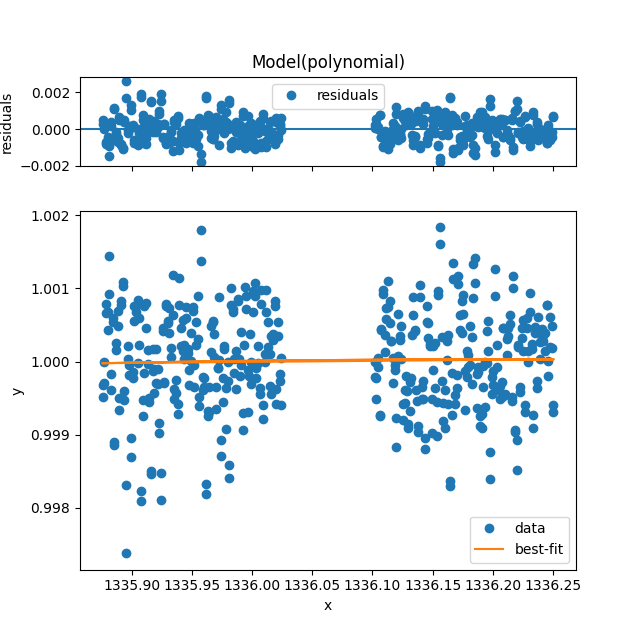 Model(polynomial)
residuals
0.002
0.000
−0.002
residuals
1.002
1.001
1.000
0.999
0.998
y
data
best-fit
1335.90 1335.95 1336.00 1336.05 1336.10 1336.15 1336.20 1336.25
x